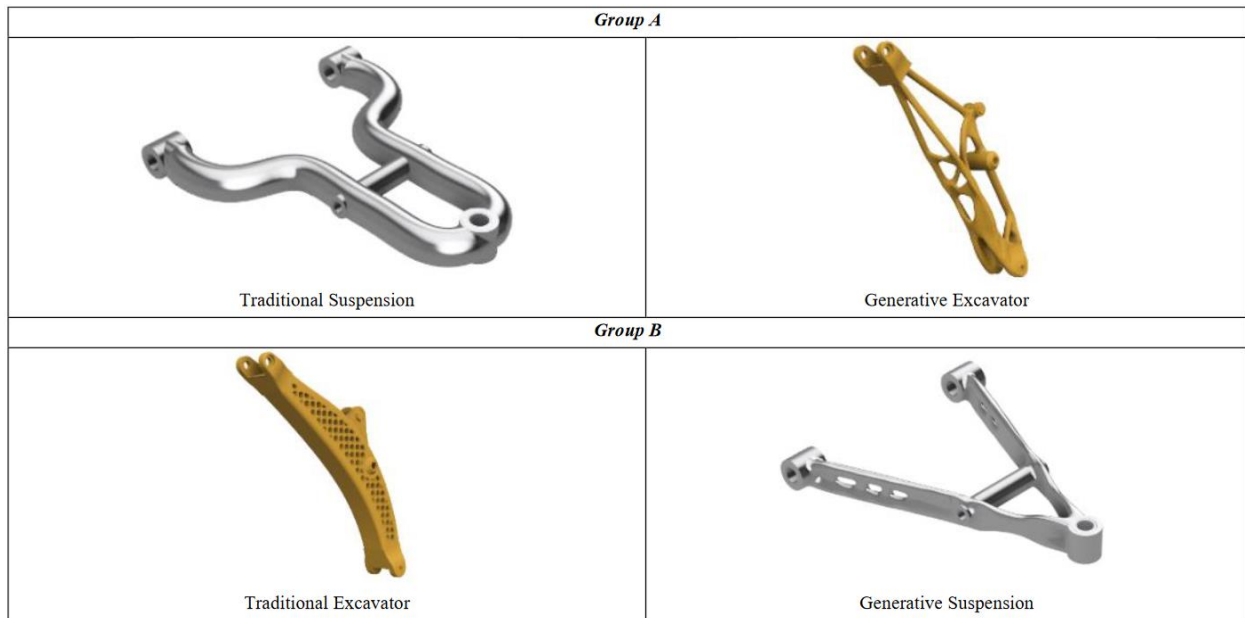 Group A
Traditional Suspension
Generative Excavator
Group B
Traditional Excavator
Generative Suspension